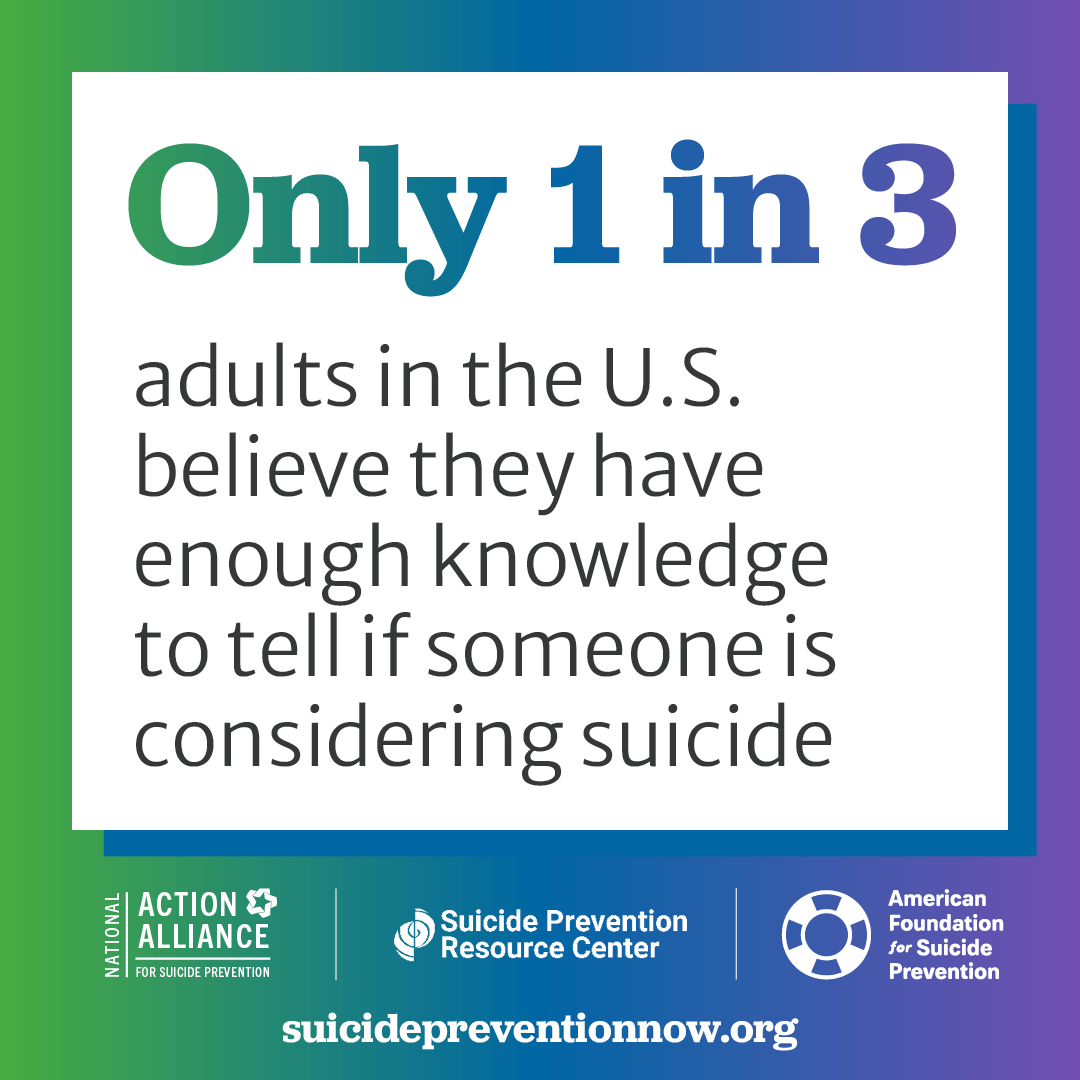 Only 1 in 3
adults in the U.S.
believe they have
enough knowledge
to tell if someone is
considering suicide
NATIONAL
ACTION
ALLIANCE
FOR SUICIDE PREVENTION
Suicide Prevention
Resource Center
American
Foundation
for Suicide
Prevention
suicidepreventionnow.org